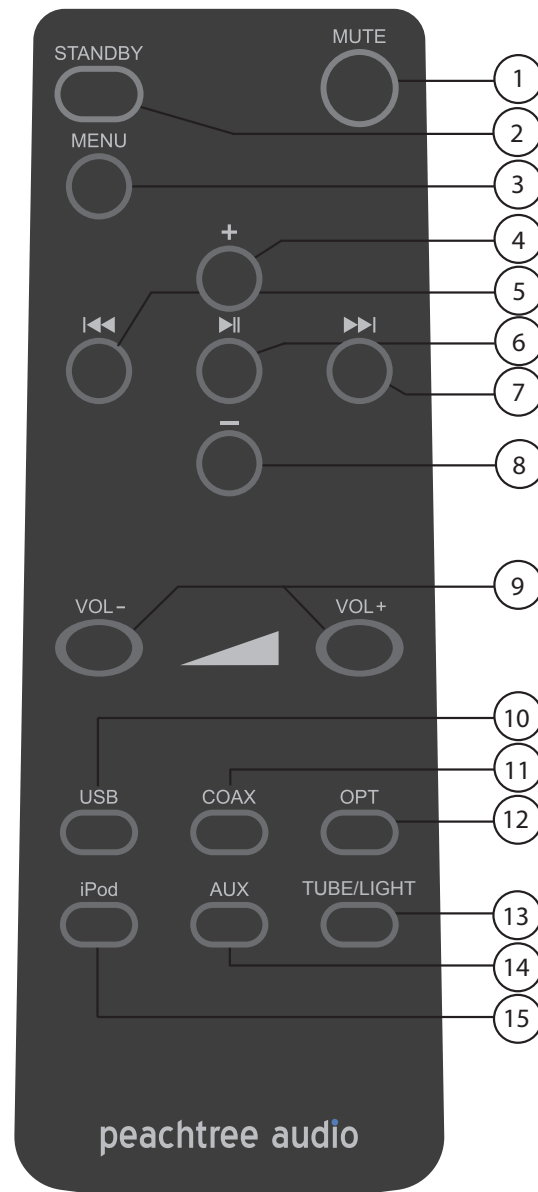 MUTE
STANDBY
1
2
MENU
3
+
4
5
6
7
−
8
9
VOL− VOL+
10
11
USB COAX OPT
12
iPod AUX TUBE/LIGHT
13
14
15
peachtree audio